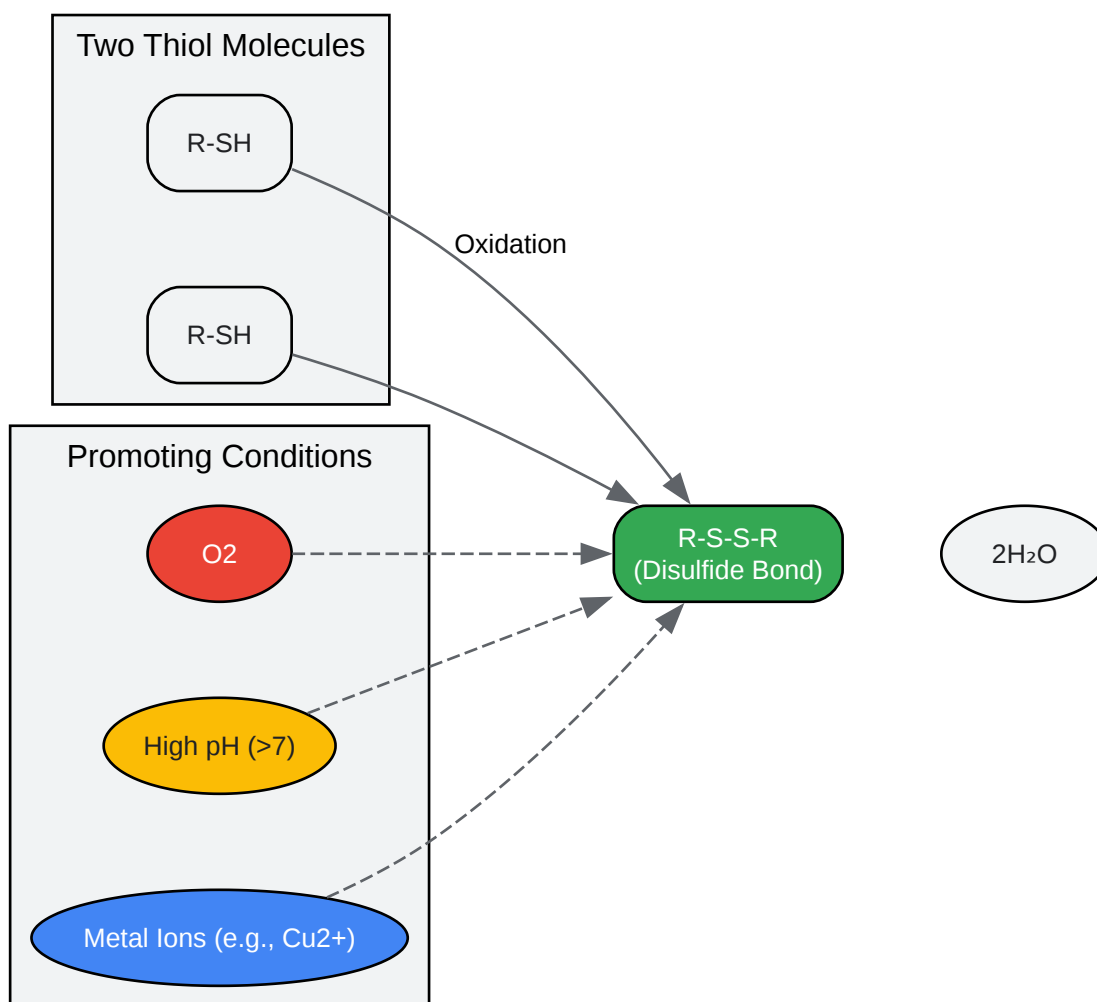 Two Thiol Molecules
R-SH
Oxidation
R-SH
Promoting Conditions
O2
R-S-S-R
(Disulfide Bond)
2H₂O
High pH (>7)
Metal Ions (e.g., Cu2+)